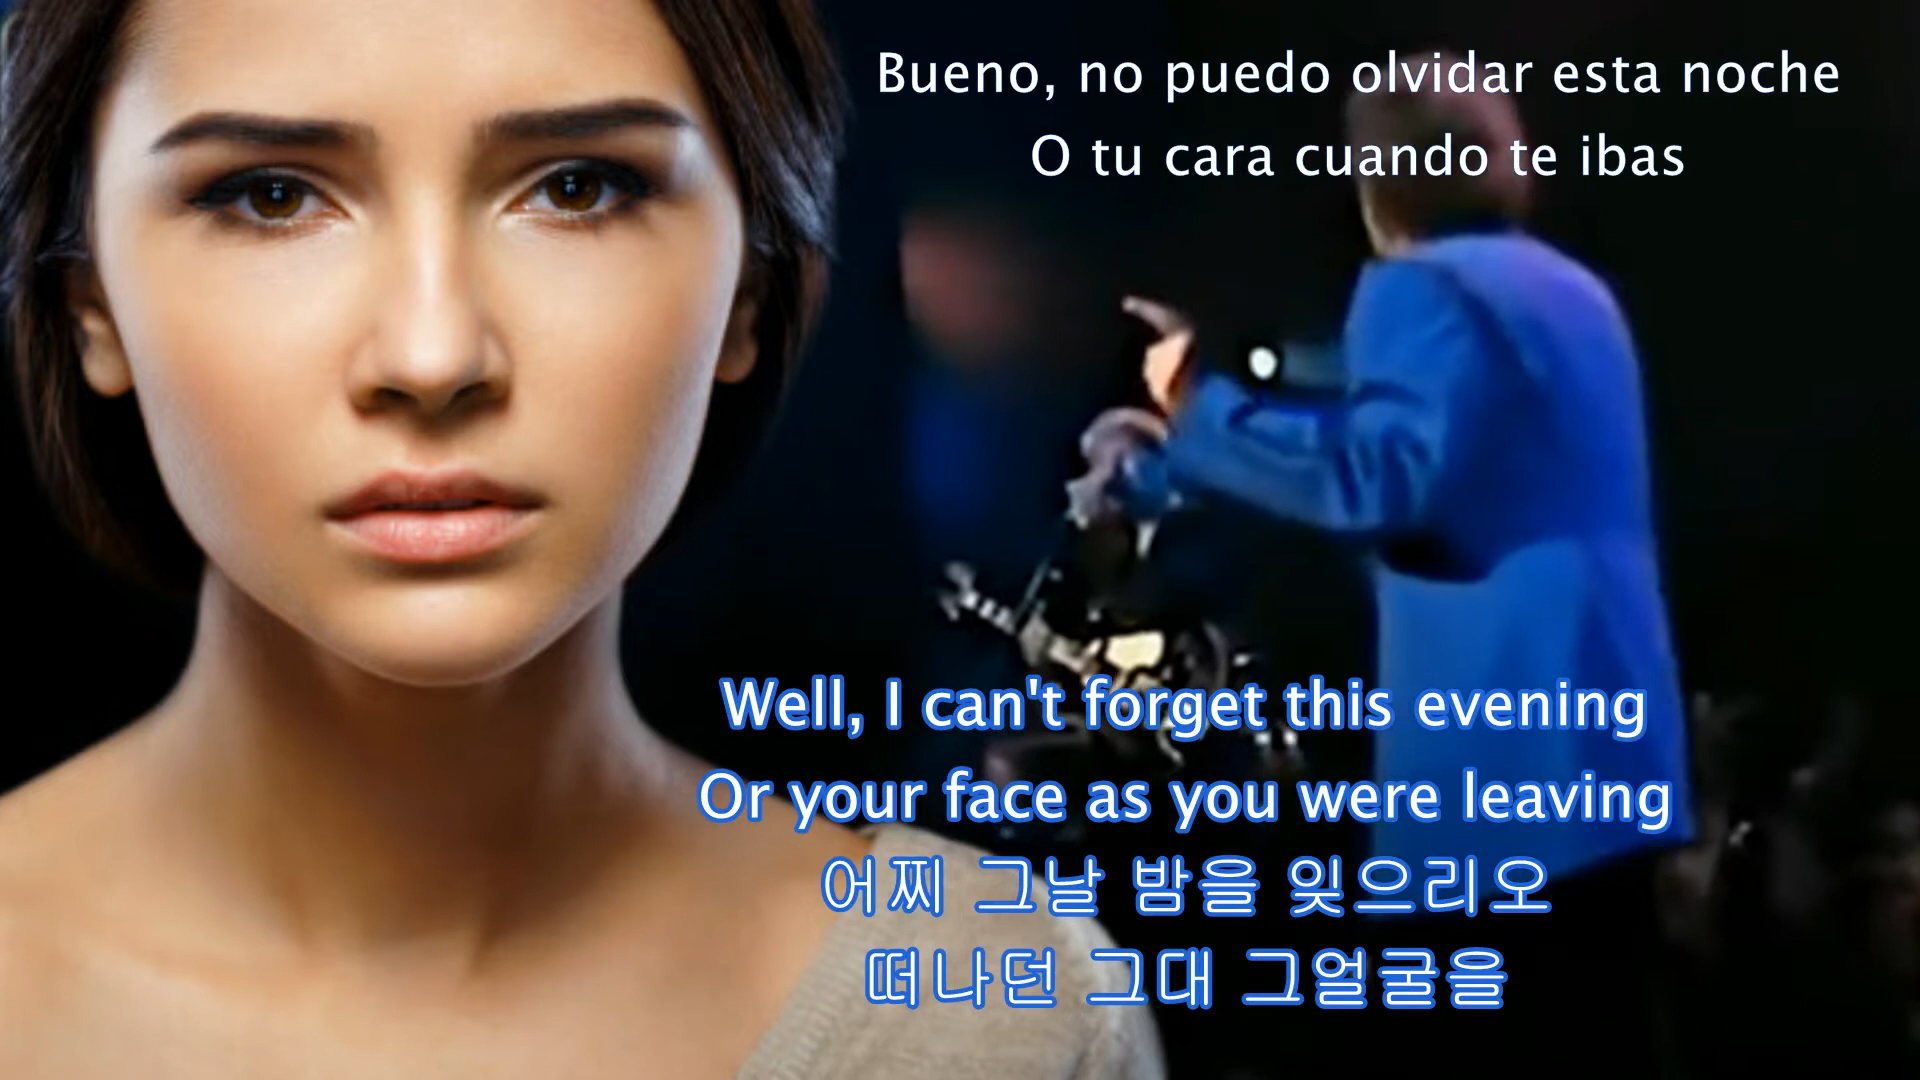 Bueno, no puedo olvidar esta noche
O tu cara cuando te ibas
Well, I can't forget this evening
Or your face as you were leaving
어찌 그날 밤을 잊으리오
떠나던 그대 그얼굴을